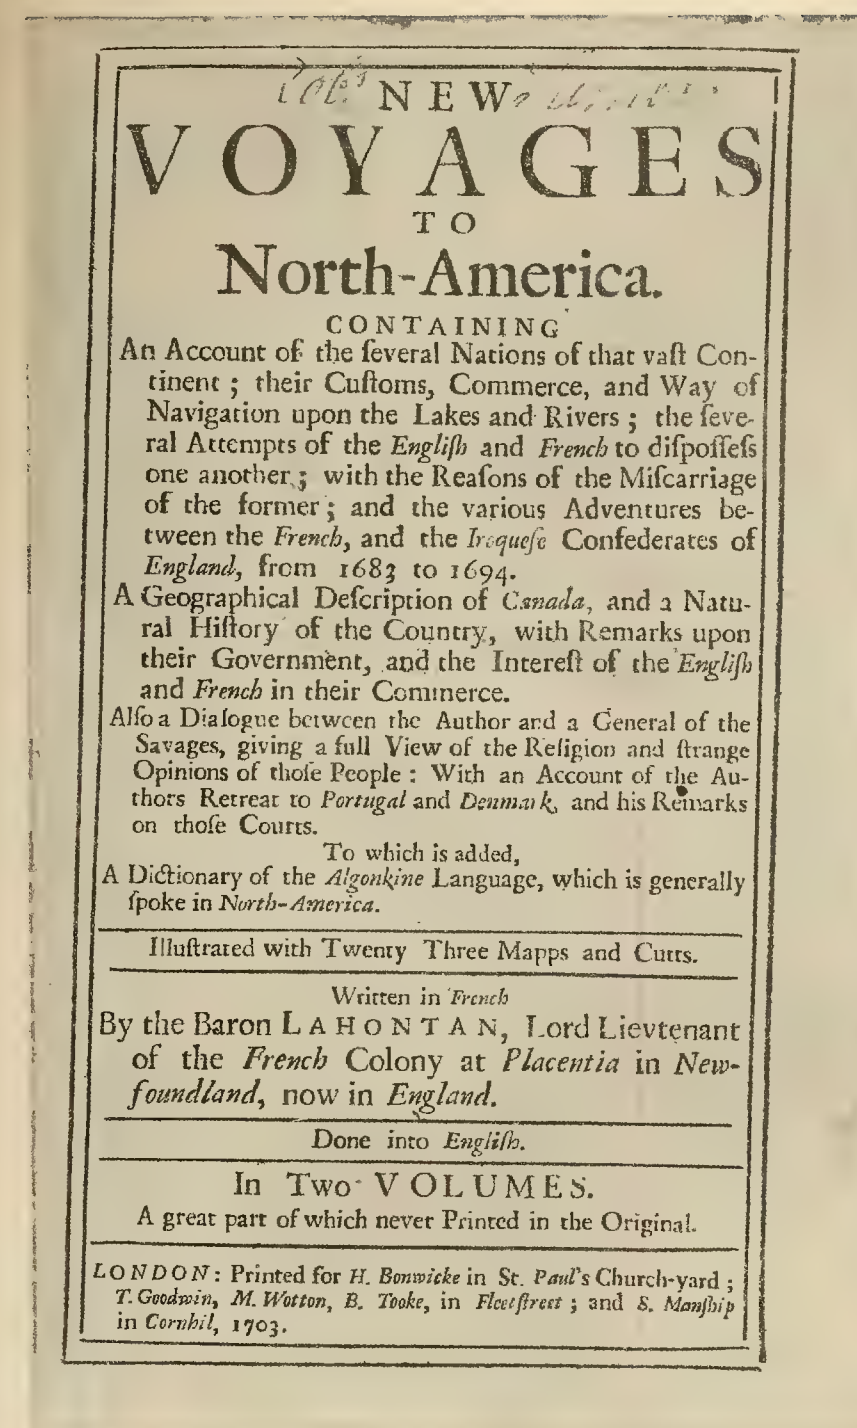 NEW
VOYAGES
TO
North-America.
CONTAINING
An Account of the ſeveral Nations of that vaſt Con-
tinent ; their Cuſtoms, Commerce, and Way of
Navigation upon the Lakes and Rivers ; the ſeve-
ral Attempts of the Engliſh and French to diſpoſſeſs
one another ; with the Reaſons of the Miſcarriage
of the former ; and the various Adventures be-
tween the French, and the Iroqueſe Confederates of
England, from 1683 to 1694.
A Geographical Deſcription of Canada, and a Natu-
ral Hiſtory of the Country, with Remarks upon
their Government, and the Intereſt of the Engliſh
and French in their Commerce.
Alſo a Dialogue between the Author and a General of the
Savages, giving a full View of the Religion and ſtrange
Opinions of thoſe People : With an Account of the Au-
thors Retreat to Portugal and Denmark, and his Remarks
on thoſe Courts.
To which is added,
A Dictionary of the Algonkine Language, which is generally
ſpoke in North-America.
Illuſtrated with Twenty Three Mapps and Cutts.
Written in French
By the Baron LAHONTAN, Lord Lievtenant
of the French Colony at Placentia in New-
foundland, now in England.
Done into Engliſh.
In Two VOLUMES.
A great part of which never Printed in the Original.
LONDON: Printed for H. Bonwicke in St. Paul's Church-yard ;
T. Goodwin, M. Wotton, B. Tooke, in Fleetſtreet ; and S. Manſhip
in Cornhil, 1703.